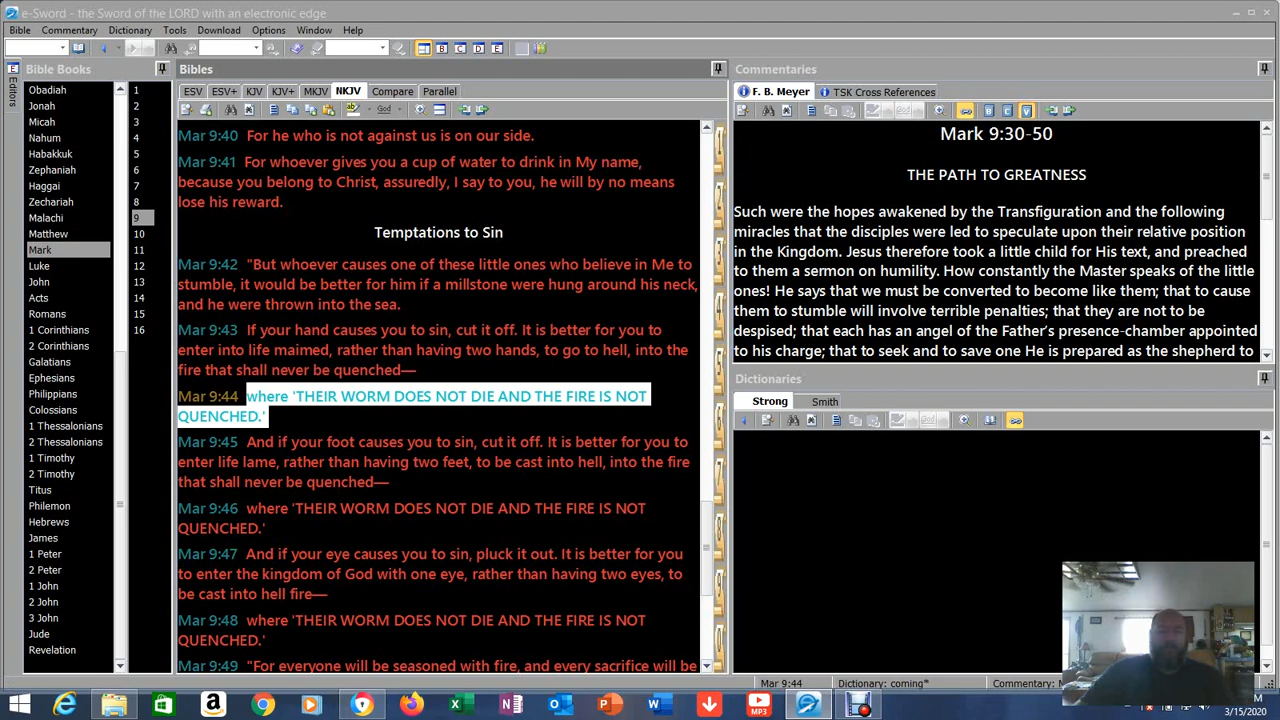 e-Sword - the Sword of the LORD with an electronic edge
Bible Commentary Dictionary Tools Download Options Window Help
B C D E
Editors
Bible Books
Obadiah
Jonah
Micah
Nahum
Habakkuk
Zephaniah
Haggai
Zechariah
Malachi
Matthew
Mark
Luke
John
Acts
Romans
1 Corinthians
2 Corinthians
Galatians
Ephesians
Philippians
Colossians
1 Thessalonians
2 Thessalonians
1 Timothy
2 Timothy
Titus
Philemon
Hebrews
James
1 Peter
2 Peter
1 John
2 John
3 John
Jude
Revelation
1
2
3
4
5
6
7
8
9
10
11
12
13
14
15
16
Bibles
ESV ESV+ KJV KJV+ MKJV NKJV Compare Parallel
God
Mar 9:40 For he who is not against us is on our side.
Mar 9:41 For whoever gives you a cup of water to drink in My name,
because you belong to Christ, assuredly, I say to you, he will by no means
lose his reward.
Temptations to Sin
Mar 9:42 "But whoever causes one of these little ones who believe in Me to
stumble, it would be better for him if a millstone were hung around his neck,
and he were thrown into the sea.
Mar 9:43 If your hand causes you to sin, cut it off. It is better for you to
enter into life maimed, rather than having two hands, to go to hell, into the
fire that shall never be quenched—
Mar 9:44 where 'THEIR WORM DOES NOT DIE AND THE FIRE IS NOT
QUENCHED.'
Mar 9:45 And if your foot causes you to sin, cut it off. It is better for you to
enter life lame, rather than having two feet, to be cast into hell, into the fire
that shall never be quenched—
Mar 9:46 where 'THEIR WORM DOES NOT DIE AND THE FIRE IS NOT
QUENCHED.'
Mar 9:47 And if your eye causes you to sin, pluck it out. It is better for you
to enter the kingdom of God with one eye, rather than having two eyes, to
be cast into hell fire—
Mar 9:48 where 'THEIR WORM DOES NOT DIE AND THE FIRE IS NOT
QUENCHED.'
Mar 9:49 "For everyone will be seasoned with fire, and every sacrifice will be
Commentaries
F. B. Meyer TSK Cross References
Mark 9:30-50
THE PATH TO GREATNESS
Such were the hopes awakened by the Transfiguration and the following
miracles that the disciples were led to speculate upon their relative position
in the Kingdom. Jesus therefore took a little child for His text, and preached
to them a sermon on humility. How constantly the Master speaks of the little
ones! He says that we must be converted to become like them; that to cause
them to stumble will involve terrible penalties; that they are not to be
despised; that each has an angel of the Father's presence-chamber appointed
to his charge; that to seek and to save one He is prepared as the shepherd to
Dictionaries
Strong Smith
Mar 9:44 Dictionary: coming* Commentary: M
MP3
M
3/15/2020